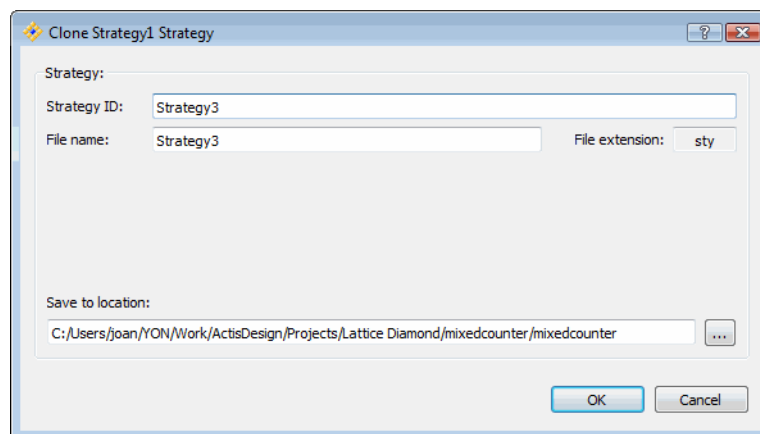 Clone Strategy1 Strategy
?
Strategy:
Strategy ID: Strategy3
File name: Strategy3 File extension: sty
Save to location:
C:/Users/joan/YON/Work/ActisDesign/Projects/Lattice Diamond/mixedcounter/mixedcounter ...
OK Cancel